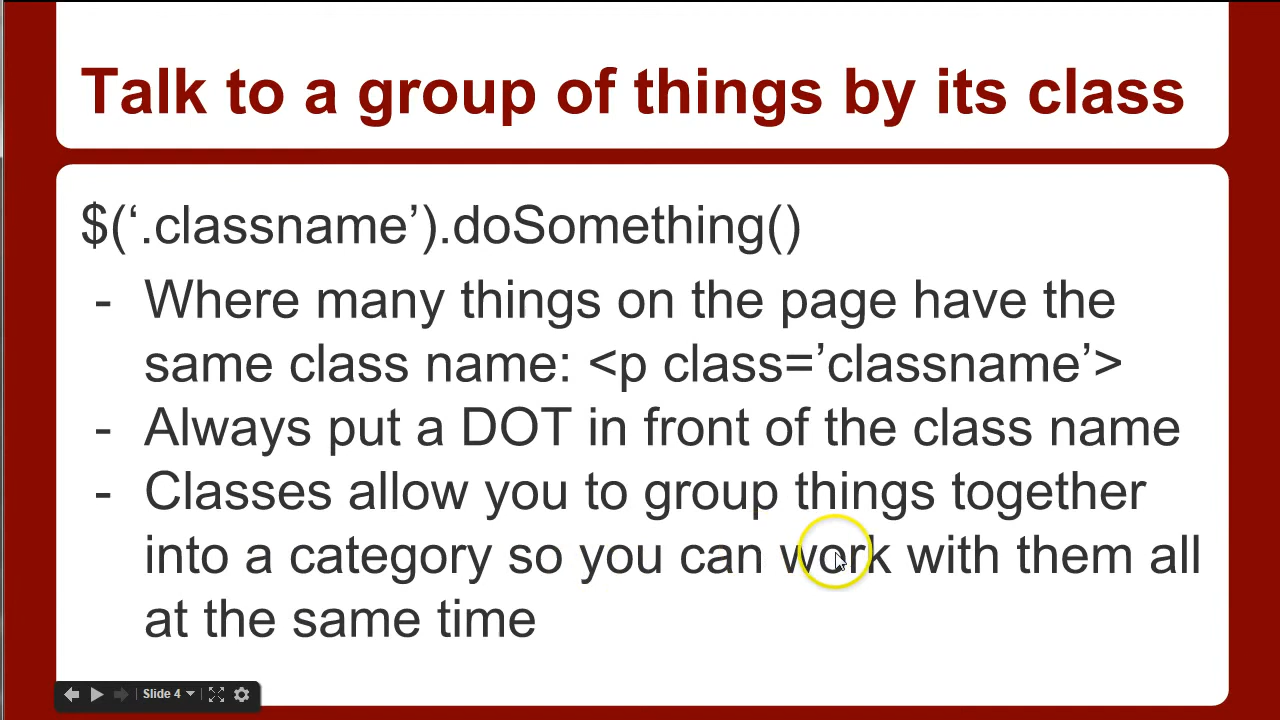 Talk to a group of things by its class
$(‘.classname’).doSomething()
- Where many things on the page have the
same class name: <p class=’classname’>
- Always put a DOT in front of the class name
- Classes allow you to group things together
into a category so you can work with them all
at the same time
Slide 4